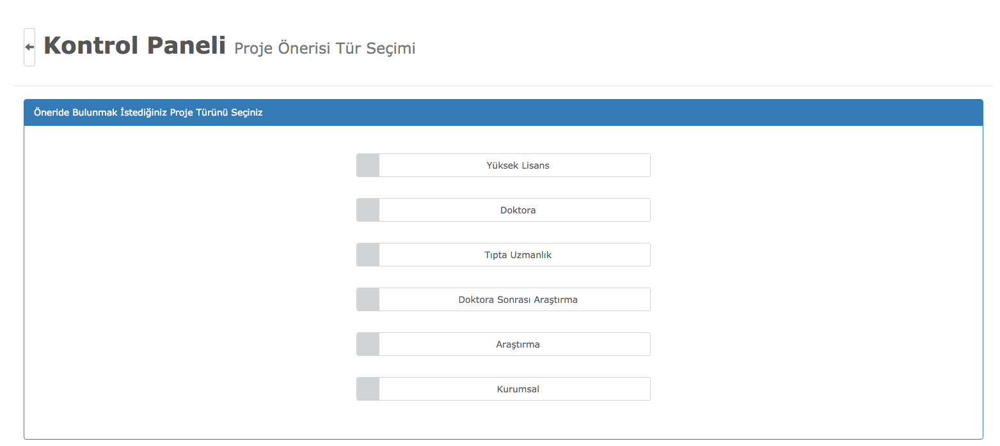 Kontrol Paneli Proje Önerisi Tür Seçimi
Öneride Bulunmak İstediğiniz Proje Türünü Seçiniz
Yüksek Lisans
Doktora
Tıpta Uzmanlık
Doktora Sonrası Araştırma
Araştırma
Kurumsal